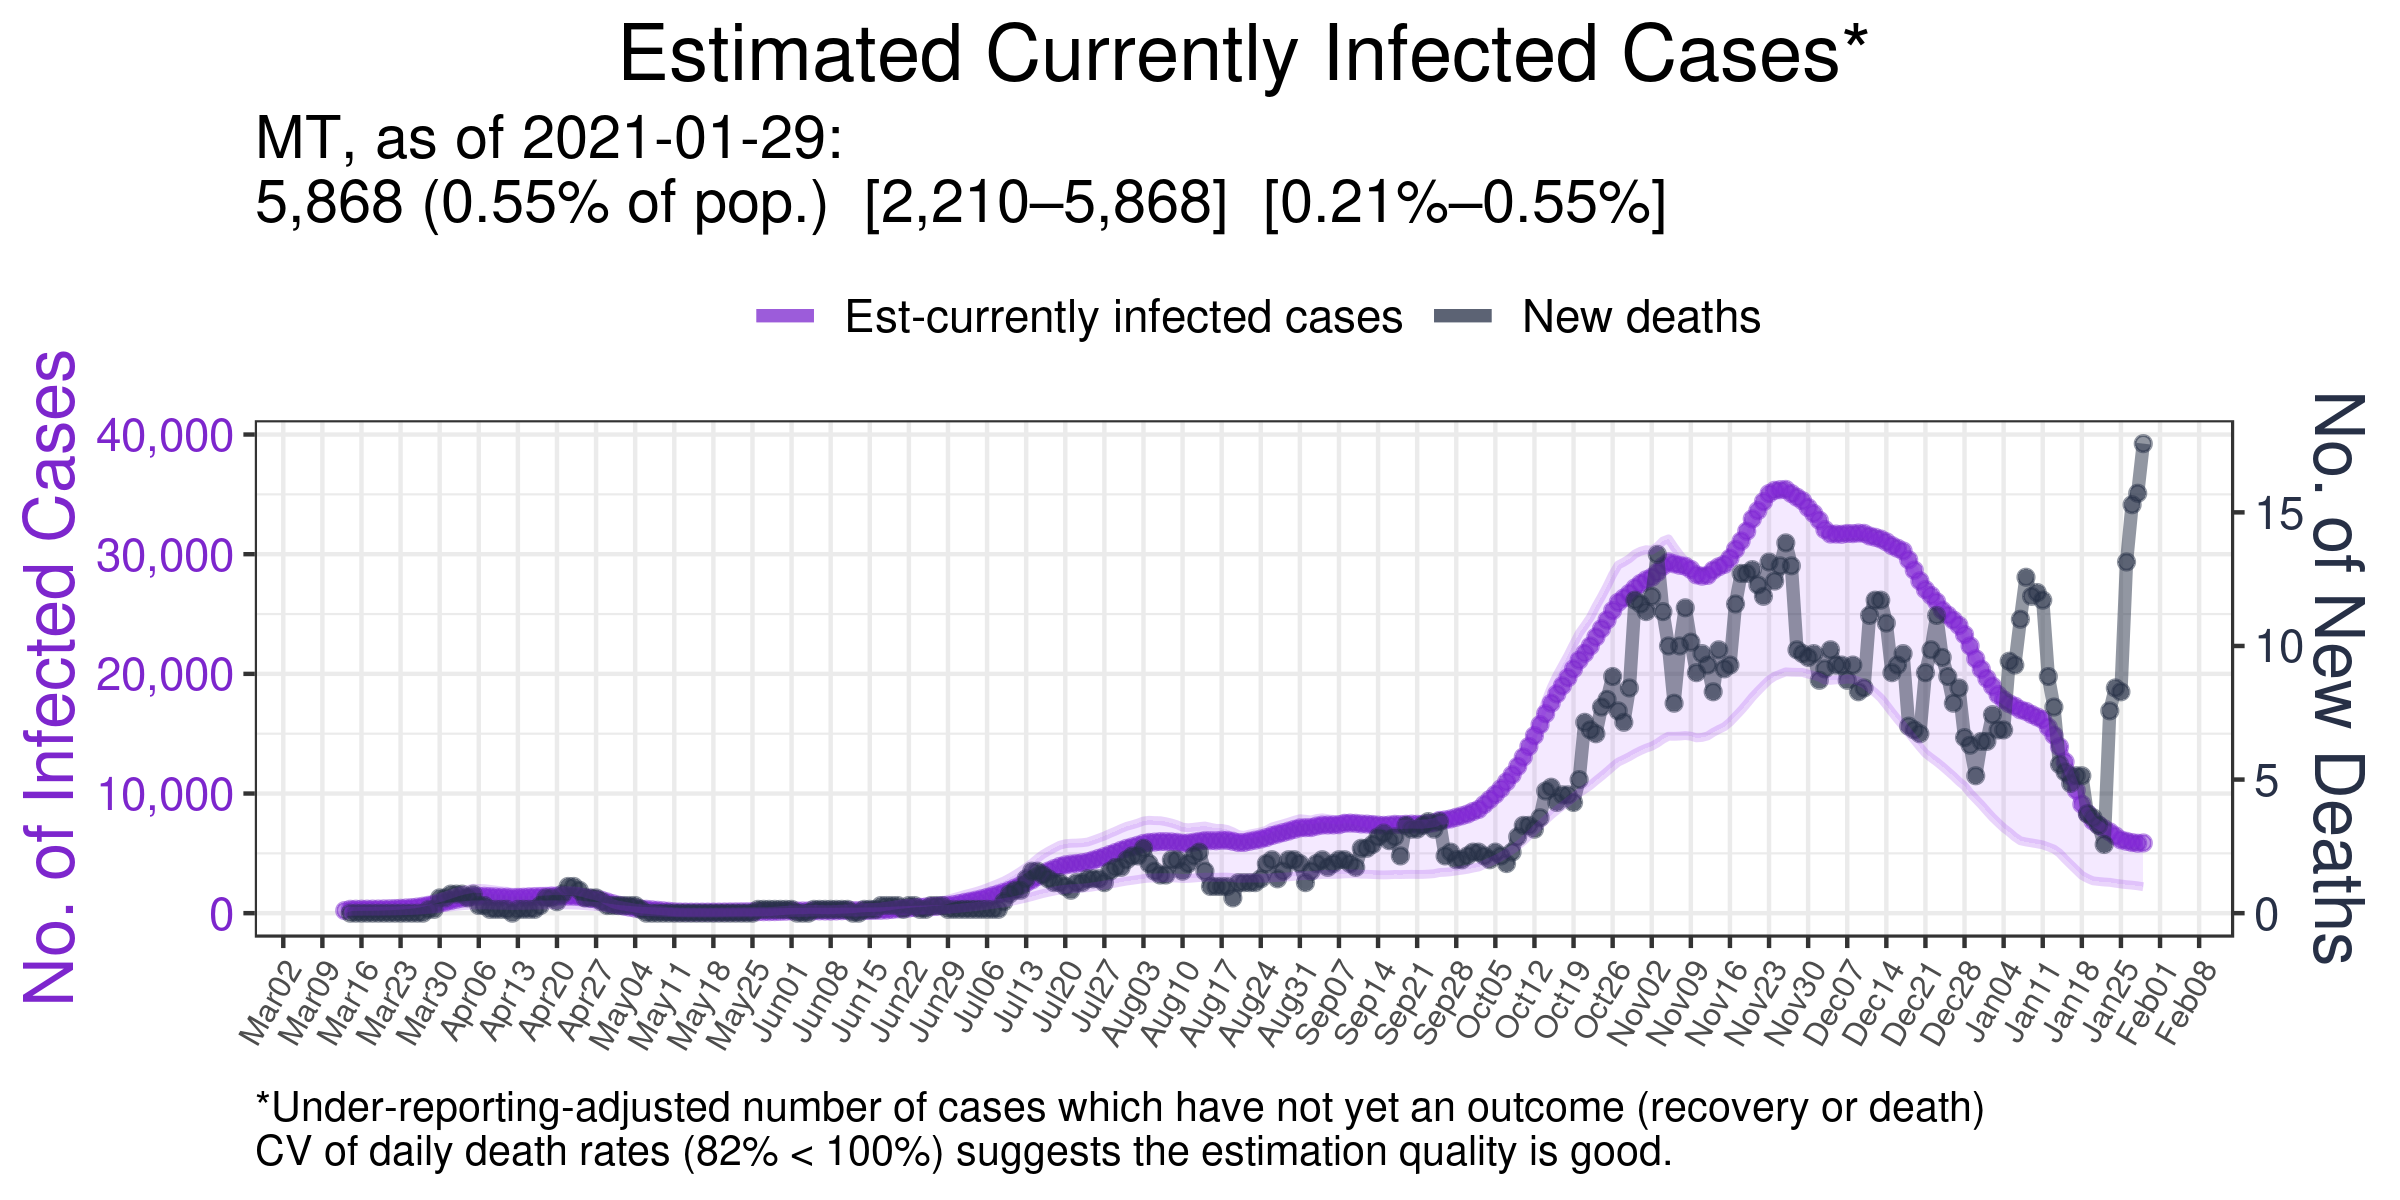 Estimated Currently Infected Cases*
MT, as of 2021-01-29:
5,868 (0.55% of pop.)  [2,210–5,868]  [0.21%–0.55%]
Est-currently infected cases
New deaths
No. of Infected Cases
40,000
30,000
20,000
10,000
0
15
10
5
0
No. of New Deaths
Mar02
Mar09
Mar16
Mar23
Mar30
Apr06
Apr13
Apr20
Apr27
May04
May11
May18
May25
Jun01
Jun08
Jun15
Jun22
Jun29
Jul06
Jul13
Jul20
Jul27
Aug03
Aug10
Aug17
Aug24
Aug31
Sep07
Sep14
Sep21
Sep28
Oct05
Oct12
Oct19
Oct26
Nov02
Nov09
Nov16
Nov23
Nov30
Dec07
Dec14
Dec21
Dec28
Jan04
Jan11
Jan18
Jan25
Feb01
Feb08
*Under-reporting-adjusted number of cases which have not yet an outcome (recovery or death)
CV of daily death rates (82% < 100%) suggests the estimation quality is good.